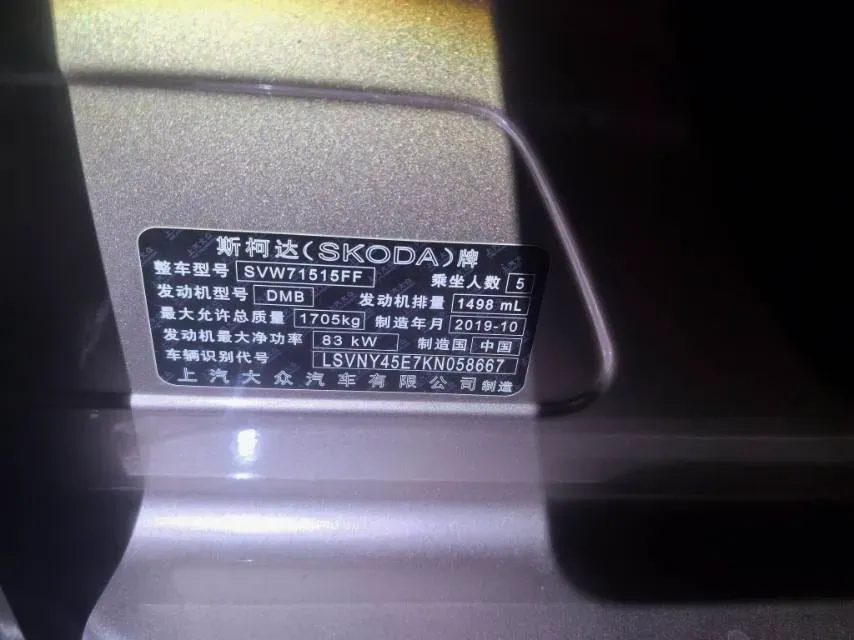 斯柯达(SKODA)牌
整车型号 SVW71515FF 乘坐人数 5
发动机型号 DMB 发动机排量 1498 mL
最大允许总质量 1705kg 制造年月 2019-10
发动机最大净功率 83 kW 制造国 中国
车辆识别代号 LSVNY45E7KN058667
上汽大众汽车有限公司制造